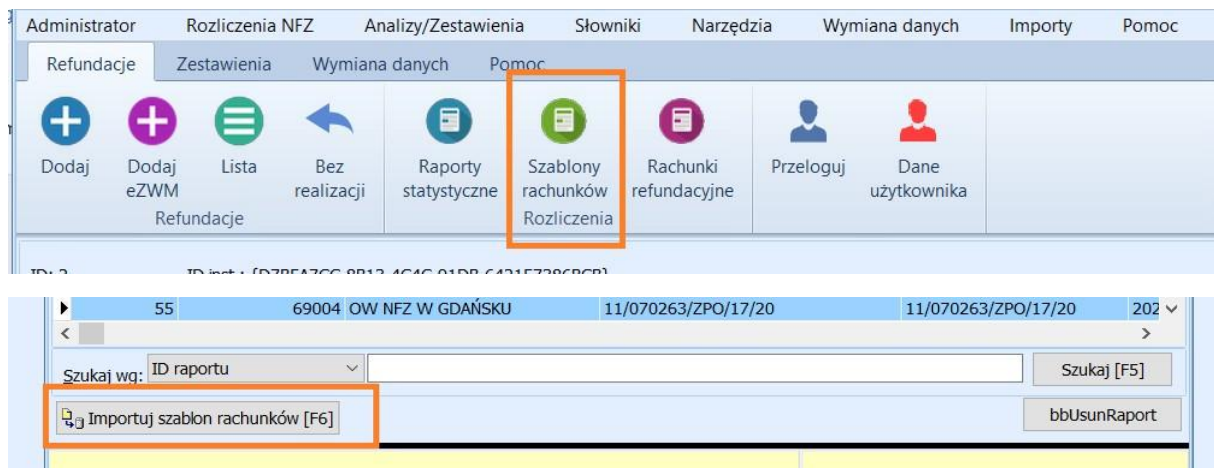 Administrator Rozliczenia NFZ Analizy/Zestawienia Słowniki Narzędzia Wymiana danych Importy Pomoc
Refundacje Zestawienia Wymiana danych Pomoc
Dodaj Dodaj eZWM Lista Bez realizacji Raporty statystyczne Szablony rachunków Rachunki refundacyjne Przeloguj Dane użytkownika
Refundacje Rozliczenia
55 69004 OW NFZ W GDAŃSKU 11/070263/ZPO/17/20 11/070263/ZPO/17/20 202
Szukaj wg: ID raportu Szukaj [F5]
Importuj szablon rachunków [F6] bbUsunRaport